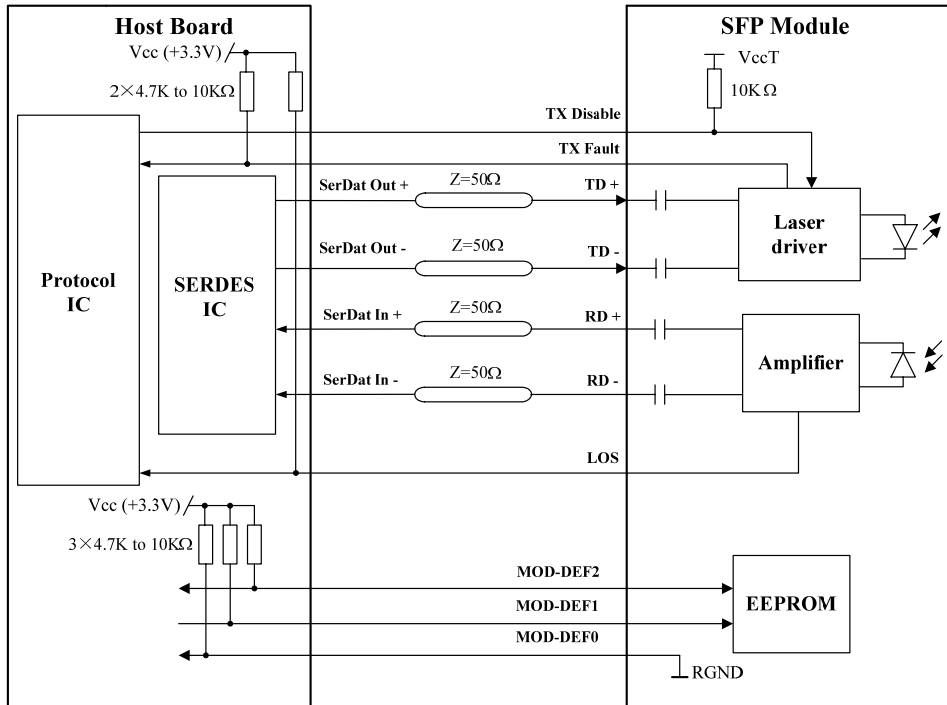 Host Board
SFP Module
Vcc (+3.3V)
VccT
2×4.7K to 10KΩ
10K Ω
TX Disable
TX Fault
SerDat Out +
Z=50Ω
TD +
Laser
driver
SerDat Out -
Z=50Ω
TD -
Protocol
IC
SERDES
IC
SerDat In +
Z=50Ω
RD +
Amplifier
SerDat In -
Z=50Ω
RD -
LOS
Vcc (+3.3V)
3×4.7K to 10KΩ
MOD-DEF2
EEPROM
MOD-DEF1
MOD-DEF0
RGND